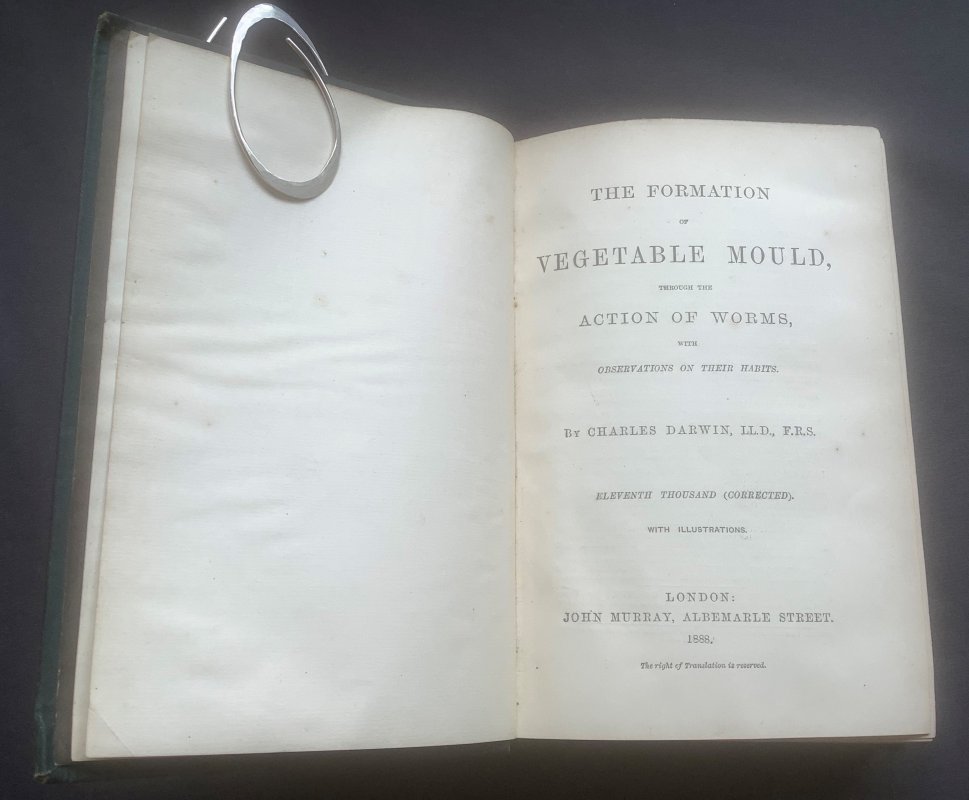 THE FORMATION
OF
VEGETABLE MOULD,
THROUGH THE
ACTION OF WORMS,
WITH
OBSERVATIONS ON THEIR HABITS.
By CHARLES DARWIN, LL.D., F.R.S.
ELEVENTH THOUSAND (CORRECTED).
WITH ILLUSTRATIONS.
LONDON:
JOHN MURRAY, ALBEMARLE STREET.
1888.
The right of Translation is reserved.